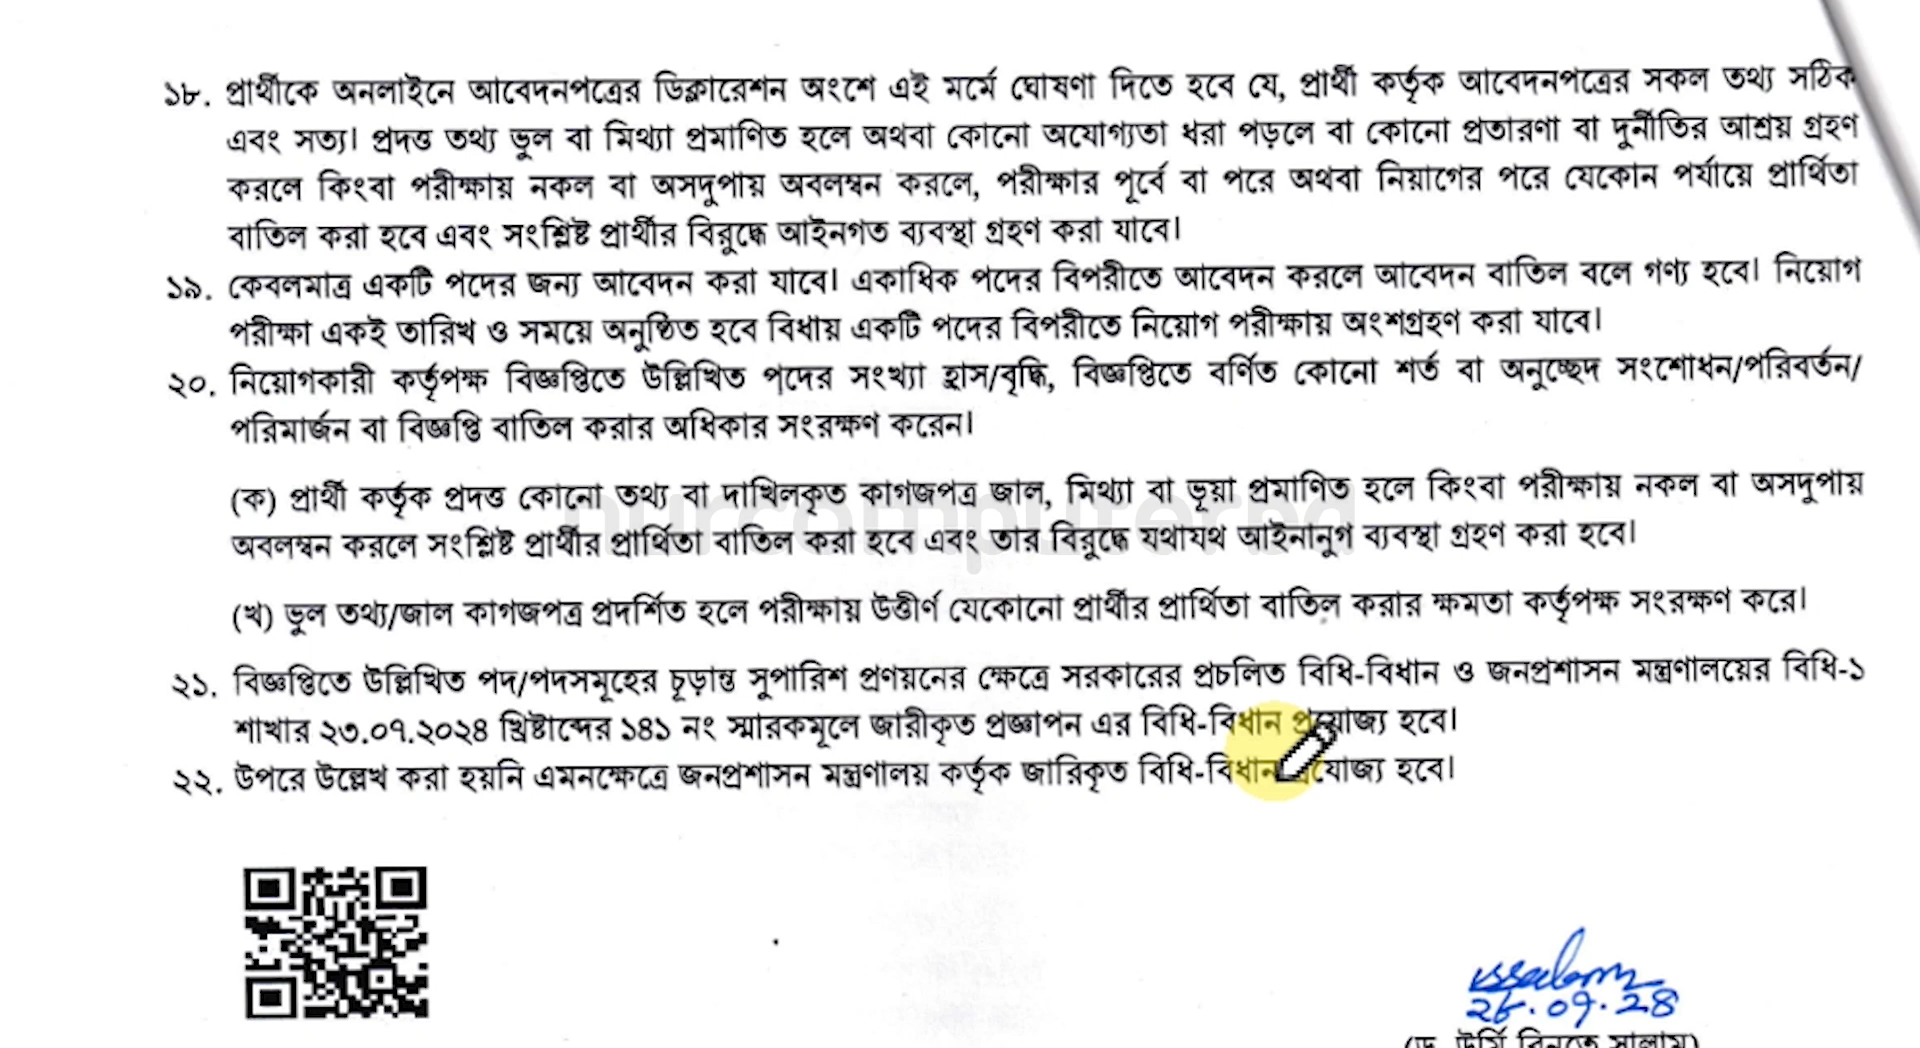 ১৮. প্রার্থীকে অনলাইনে আবেদনপত্রের ডিক্লারেশন অংশে এই মর্মে ঘোষণা দিতে হবে যে, প্রার্থী কর্তৃক আবেদনপত্রের সকল তথ্য সঠিক
এবং সত্য। প্রদত্ত তথ্য ভুল বা মিথ্যা প্রমাণিত হলে অথবা কোনো অযোগ্যতা ধরা পড়লে বা কোনো প্রতারণা বা দুর্নীতির আশ্রয় গ্রহণ
করলে কিংবা পরীক্ষায় নকল বা অসদুপায় অবলম্বন করলে, পরীক্ষার পূর্বে বা পরে অথবা নিয়াগের পরে যেকোন পর্যায়ে প্রার্থিতা
বাতিল করা হবে এবং সংশ্লিষ্ট প্রার্থীর বিরুদ্ধে আইনগত ব্যবস্থা গ্রহণ করা যাবে।
১৯. কেবলমাত্র একটি পদের জন্য আবেদন করা যাবে। একাধিক পদের বিপরীতে আবেদন করলে আবেদন বাতিল বলে গণ্য হবে। নিয়োগ
পরীক্ষা একই তারিখ ও সময়ে অনুষ্ঠিত হবে বিধায় একটি পদের বিপরীতে নিয়োগ পরীক্ষায় অংশগ্রহণ করা যাবে।
২০. নিয়োগকারী কর্তৃপক্ষ বিজ্ঞপ্তিতে উল্লিখিত পদের সংখ্যা হ্রাস/বৃদ্ধি, বিজ্ঞপ্তিতে বর্ণিত কোনো শর্ত বা অনুচ্ছেদ সংশোধন/পরিবর্তন/
পরিমার্জন বা বিজ্ঞপ্তি বাতিল করার অধিকার সংরক্ষণ করেন।
(ক) প্রার্থী কর্তৃক প্রদত্ত কোনো তথ্য বা দাখিলকৃত কাগজপত্র জাল, মিথ্যা বা ভূয়া প্রমাণিত হলে কিংবা পরীক্ষায় নকল বা অসদুপায়
অবলম্বন করলে সংশ্লিষ্ট প্রার্থীর প্রার্থিতা বাতিল করা হবে এবং তার বিরুদ্ধে যথাযথ আইনানুগ ব্যবস্থা গ্রহণ করা হবে।
nurcomputerbd
(খ) ভুল তথ্য/জাল কাগজপত্র প্রদর্শিত হলে পরীক্ষায় উত্তীর্ণ যেকোনো প্রার্থীর প্রার্থিতা বাতিল করার ক্ষমতা কর্তৃপক্ষ সংরক্ষণ করে।
২১. বিজ্ঞপ্তিতে উল্লিখিত পদ/পদসমূহের চূড়ান্ত সুপারিশ প্রণয়নের ক্ষেত্রে সরকারের প্রচলিত বিধি-বিধান ও জনপ্রশাসন মন্ত্রণালয়ের বিধি-১
শাখার ২৩.০৭.২০২৪ খ্রিষ্টাব্দের ১৪১ নং স্মারকমূলে জারীকৃত প্রজ্ঞাপন এর বিধি-বিধান প্রযোজ্য হবে।
২২. উপরে উল্লেখ করা হয়নি এমনক্ষেত্রে জনপ্রশাসন মন্ত্রণালয় কর্তৃক জারিকৃত বিধি-বিধান প্রযোজ্য হবে।
২৮.০৭.২৪
(ড. উর্মি বিনতে সালাম)